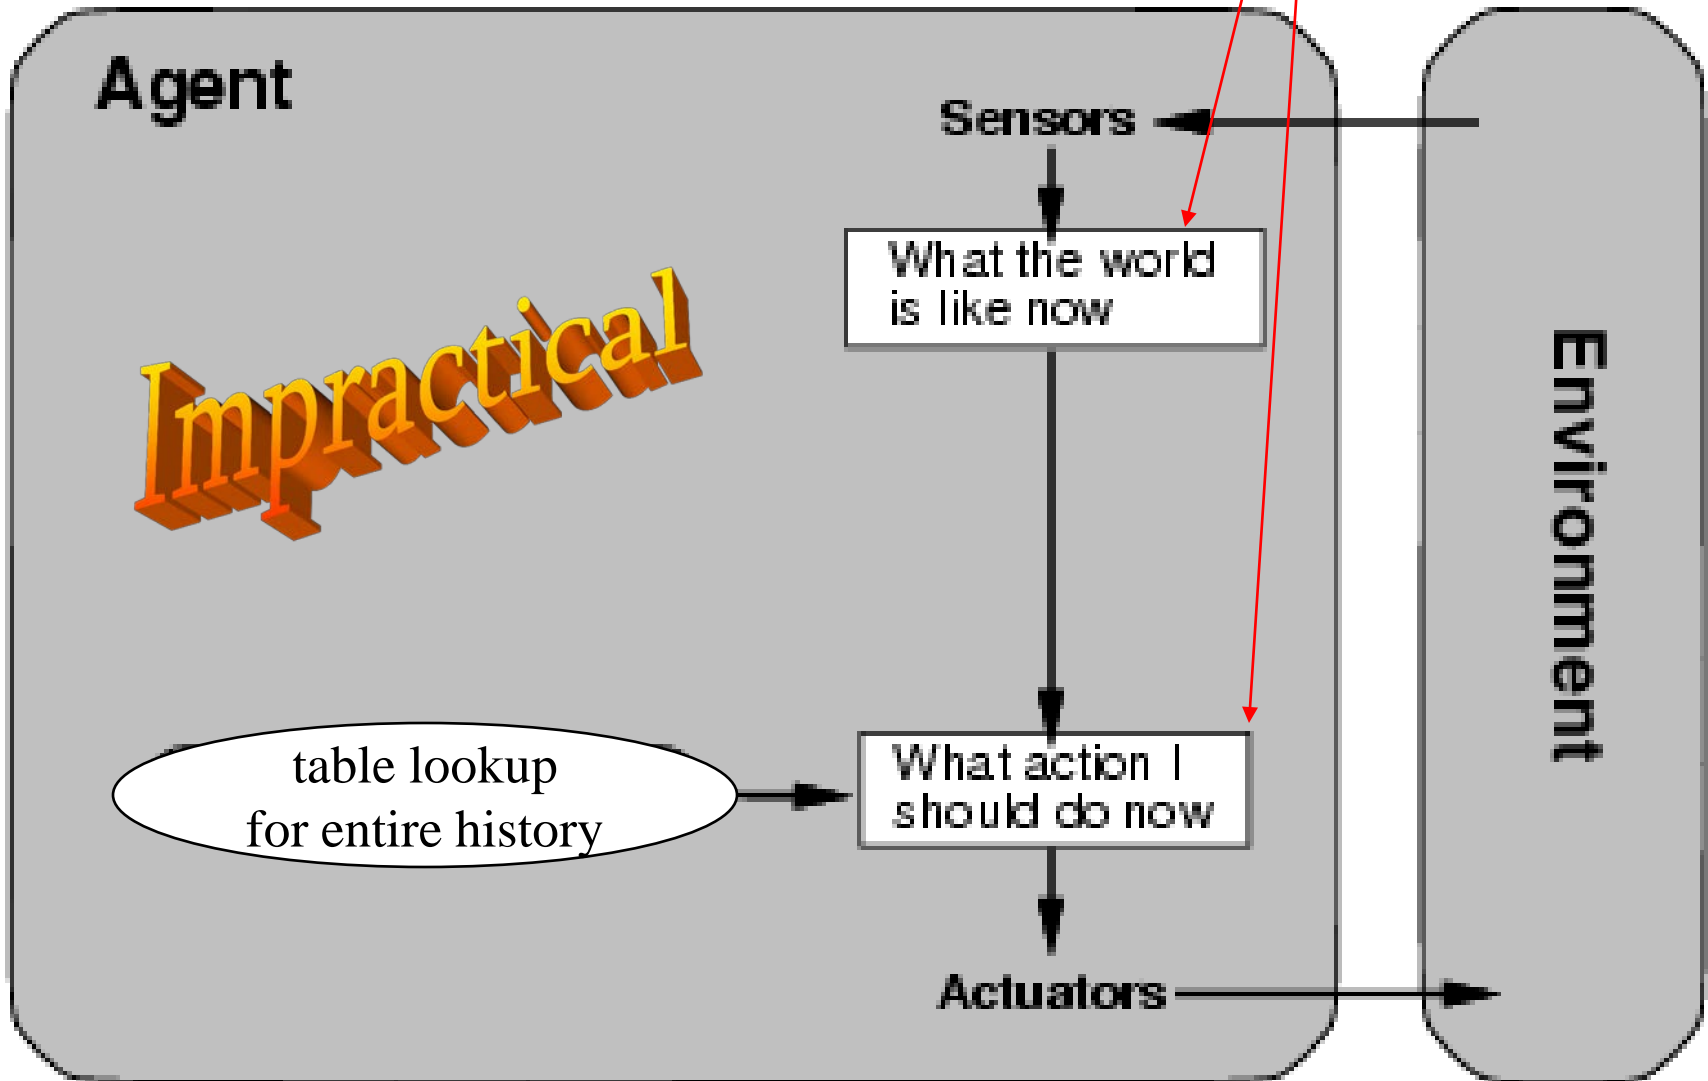 Agent
Sensors
What the world
is like now
Impractical
Environment
table lookup
for entire history
What action I
should do now
Actuators